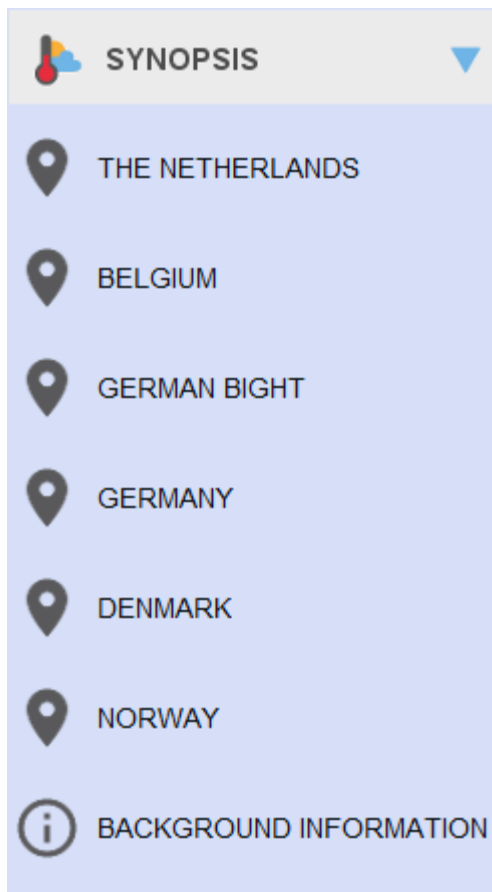 SYNOPSIS
THE NETHERLANDS
BELGIUM
GERMAN BIGHT
GERMANY
DENMARK
NORWAY
BACKGROUND INFORMATION